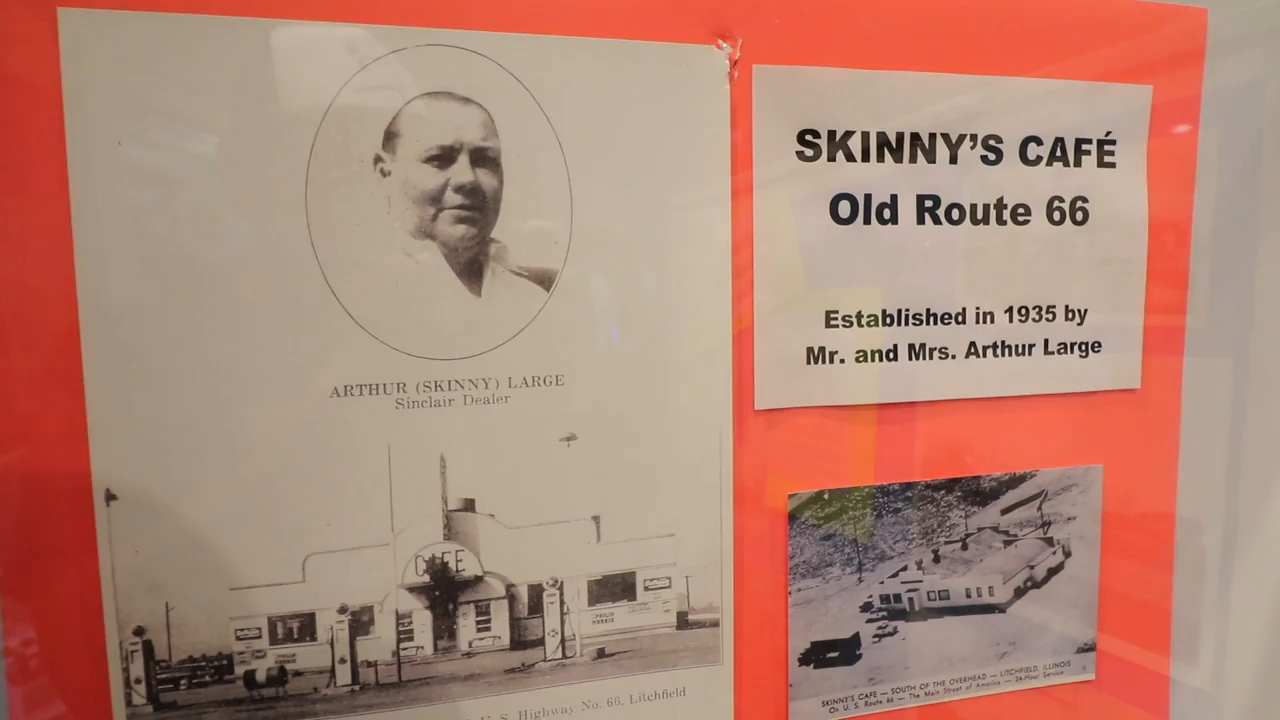 ARTHUR (SKINNY) LARGE
Sinclair Dealer
CAFE
PHILIP
MORRIS
U. S. Highway No. 66, Litchfield
SKINNY'S CAFÉ
Old Route 66
Established in 1935 by
Mr. and Mrs. Arthur Large
SKINNY'S CAFE — SOUTH OF THE OVERHEAD — LITCHFIELD, ILLINOIS
On U. S. Route 66 — The Main Street of America — 24-Hour Service